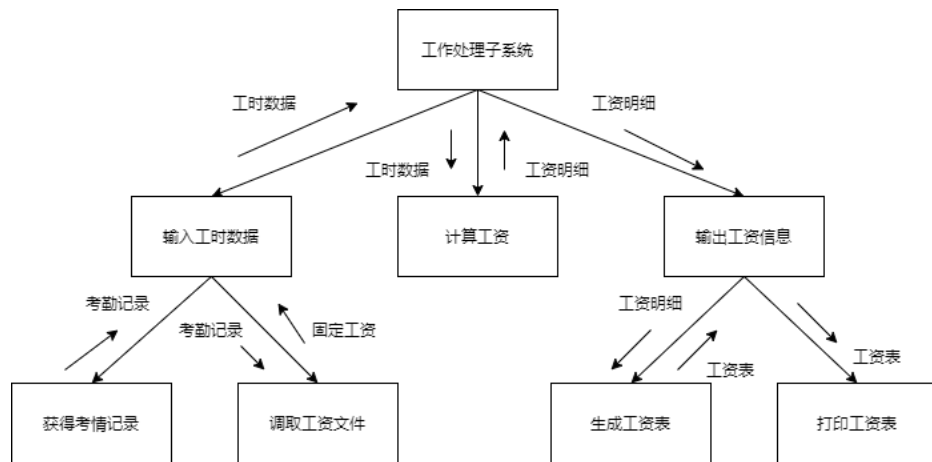 工作处理子系统
工时数据
工资明细
工时数据
工资明细
输入工时数据
计算工资
输出工资信息
考勤记录
考勤记录
固定工资
工资明细
工资表
工资表
获得考情记录
调取工资文件
生成工资表
打印工资表